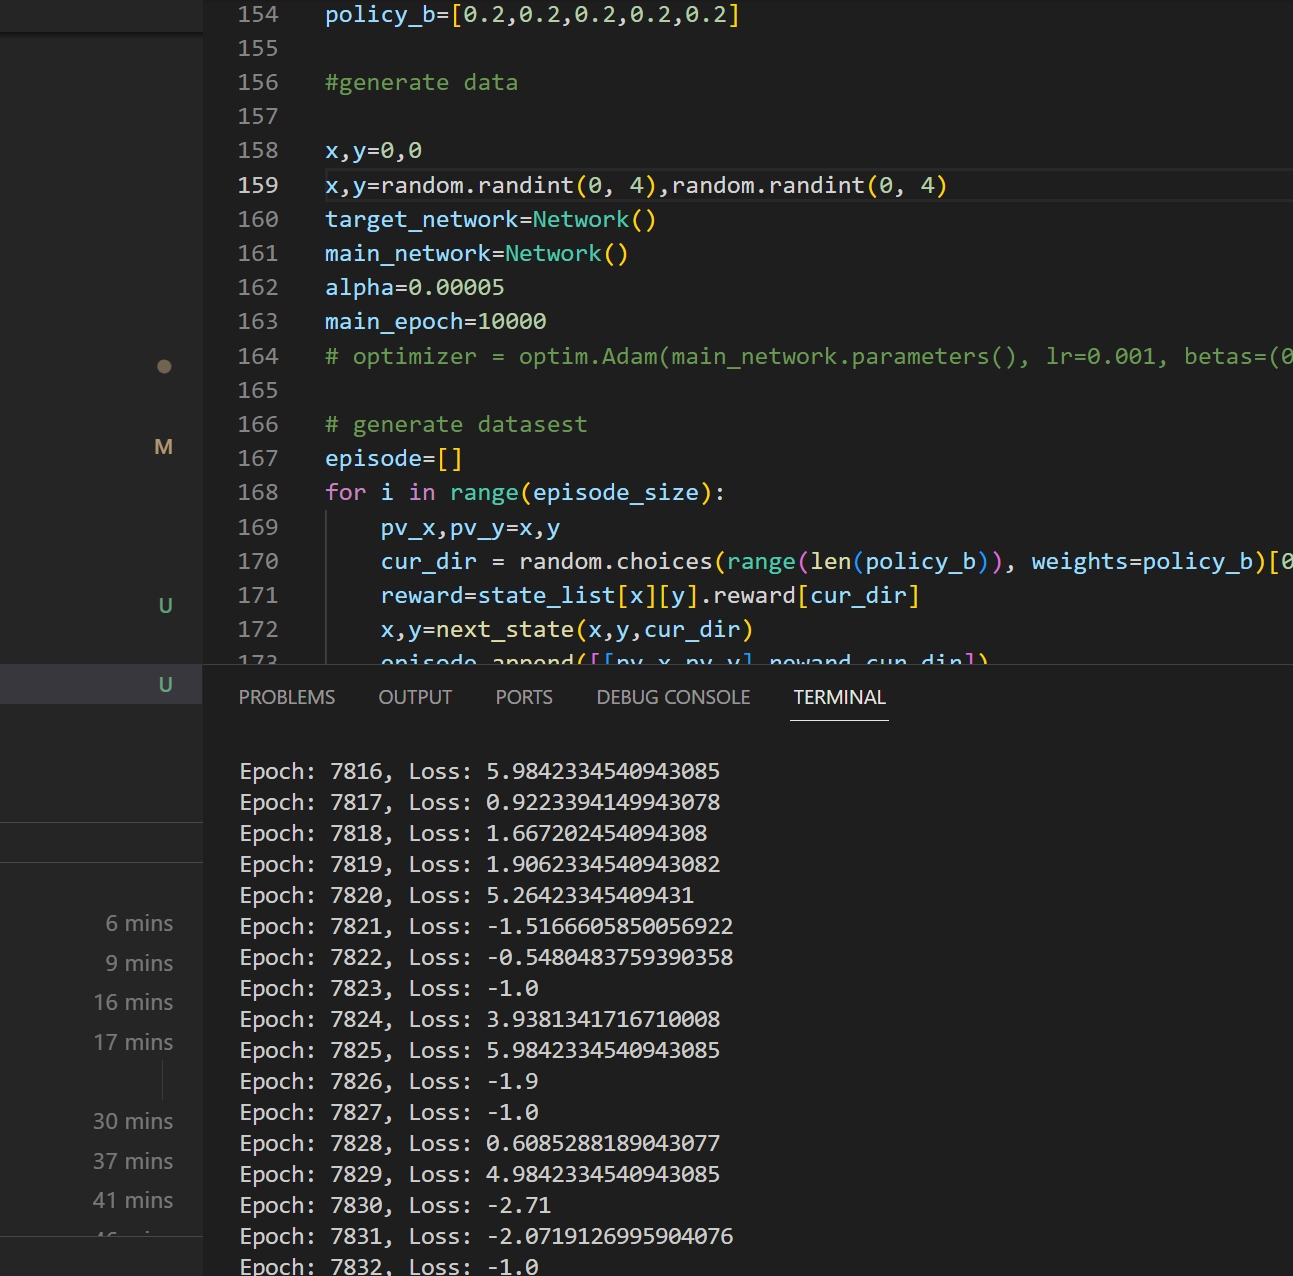 154 policy_b=[0.2,0.2,0.2,0.2,0.2]
155
156 #generate data
157
158 x,y=0,0
159 x,y=random.randint(0, 4),random.randint(0, 4)
160 target_network=Network()
161 main_network=Network()
162 alpha=0.00005
163 main_epoch=10000
164 # optimizer = optim.Adam(main_network.parameters(), lr=0.001, betas=(0
165
166 # generate datasest
167 episode=[]
168 for i in range(episode_size):
169 pv_x,pv_y=x,y
170 cur_dir = random.choices(range(len(policy_b)), weights=policy_b)[0
171 reward=state_list[x][y].reward[cur_dir]
172 x,y=next_state(x,y,cur_dir)
173 episode.append([[pv_x,pv_y],reward,cur_dir])
M
U
U
6 mins
9 mins
16 mins
17 mins
30 mins
37 mins
41 mins
PROBLEMS OUTPUT PORTS DEBUG CONSOLE TERMINAL
Epoch: 7816, Loss: 5.9842334540943085
Epoch: 7817, Loss: 0.9223394149943078
Epoch: 7818, Loss: 1.667202454094308
Epoch: 7819, Loss: 1.9062334540943082
Epoch: 7820, Loss: 5.26423345409431
Epoch: 7821, Loss: -1.5166605850056922
Epoch: 7822, Loss: -0.5480483759390358
Epoch: 7823, Loss: -1.0
Epoch: 7824, Loss: 3.9381341716710008
Epoch: 7825, Loss: 5.9842334540943085
Epoch: 7826, Loss: -1.9
Epoch: 7827, Loss: -1.0
Epoch: 7828, Loss: 0.6085288189043077
Epoch: 7829, Loss: 4.9842334540943085
Epoch: 7830, Loss: -2.71
Epoch: 7831, Loss: -2.0719126995904076
Epoch: 7832, Loss: -1.0